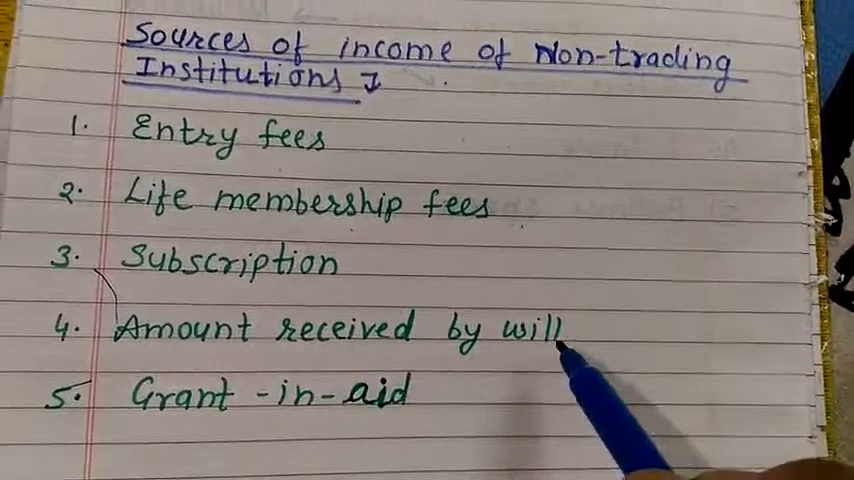 Sources of income of Non-trading
Institutions
1. Entry fees
2. Life membership fees
3. Subscription
4. Amount received by will
5. Grant-in-aid